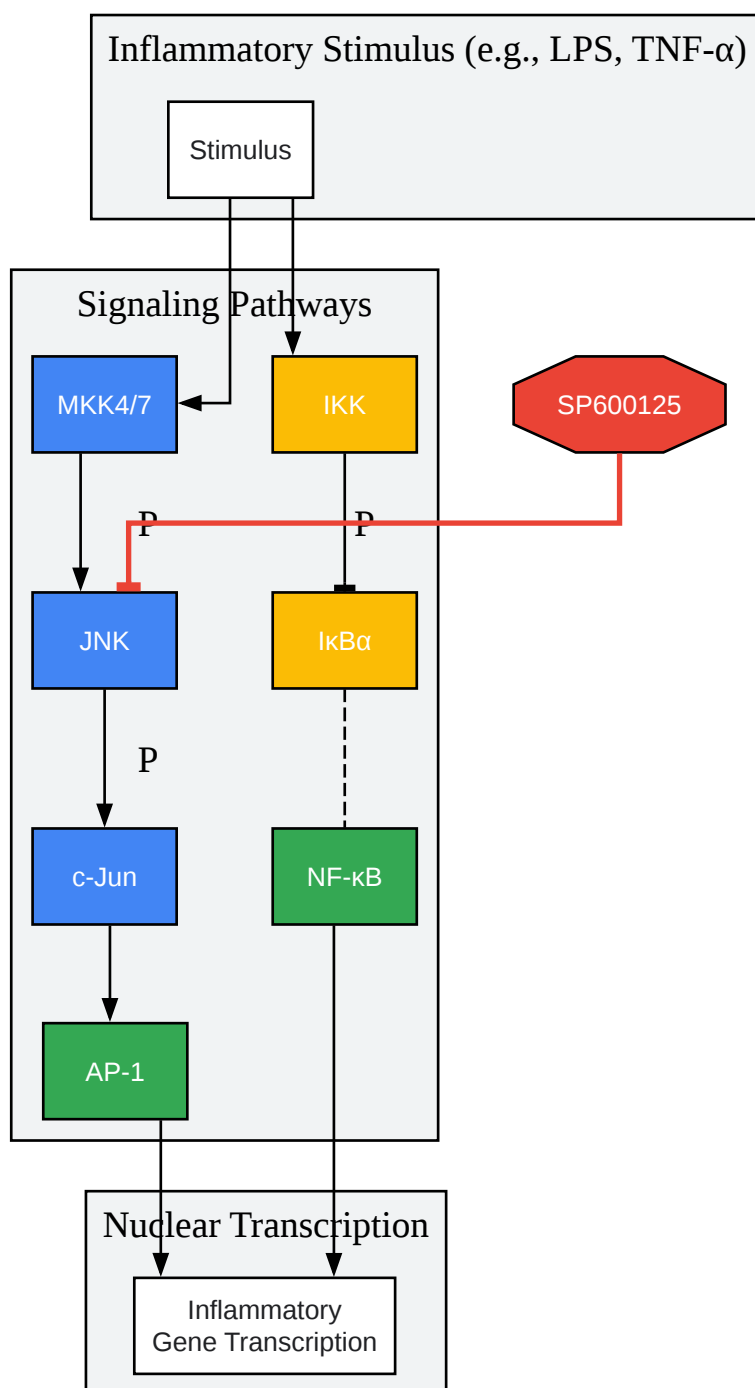 Inflammatory Stimulus (e.g., LPS, TNF-α)
Stimulus
Signaling Pathways
MKK4/7
IKK
SP600125
P
P
JNK
IκBα
P
c-Jun
NF-κB
AP-1
Nuclear Transcription
Inflammatory
Gene Transcription